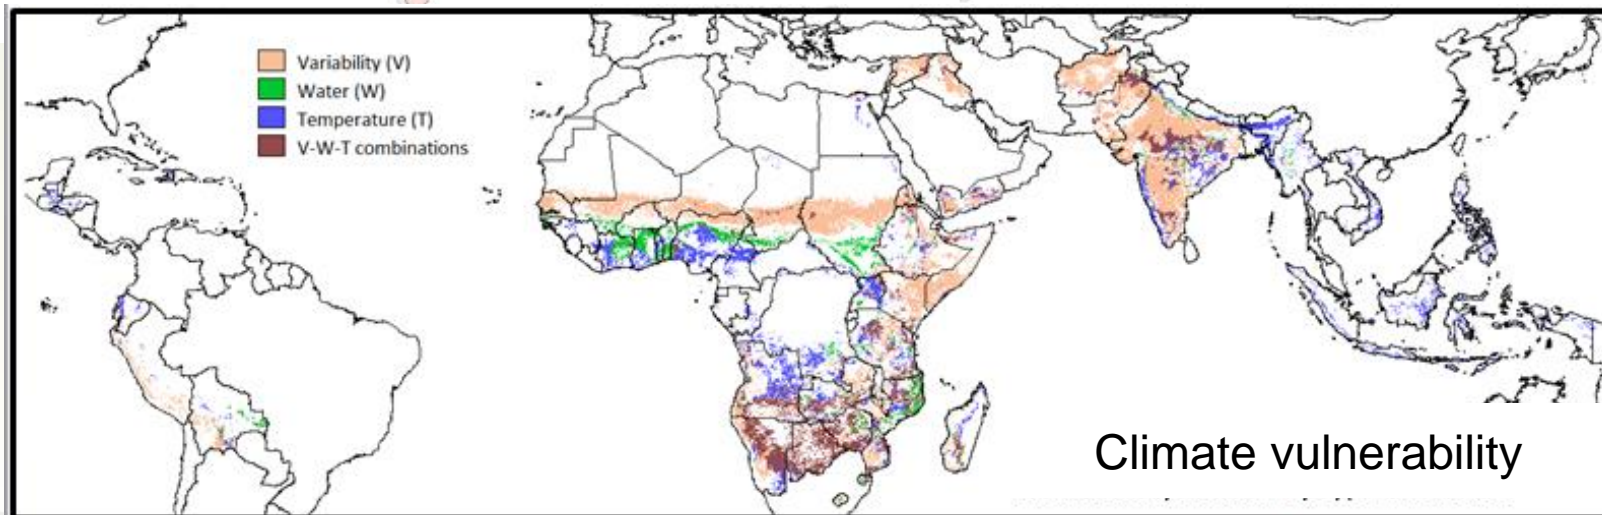 Variability (V)
Water (W)
Temperature (T)
V-W-T combinations
Climate vulnerability